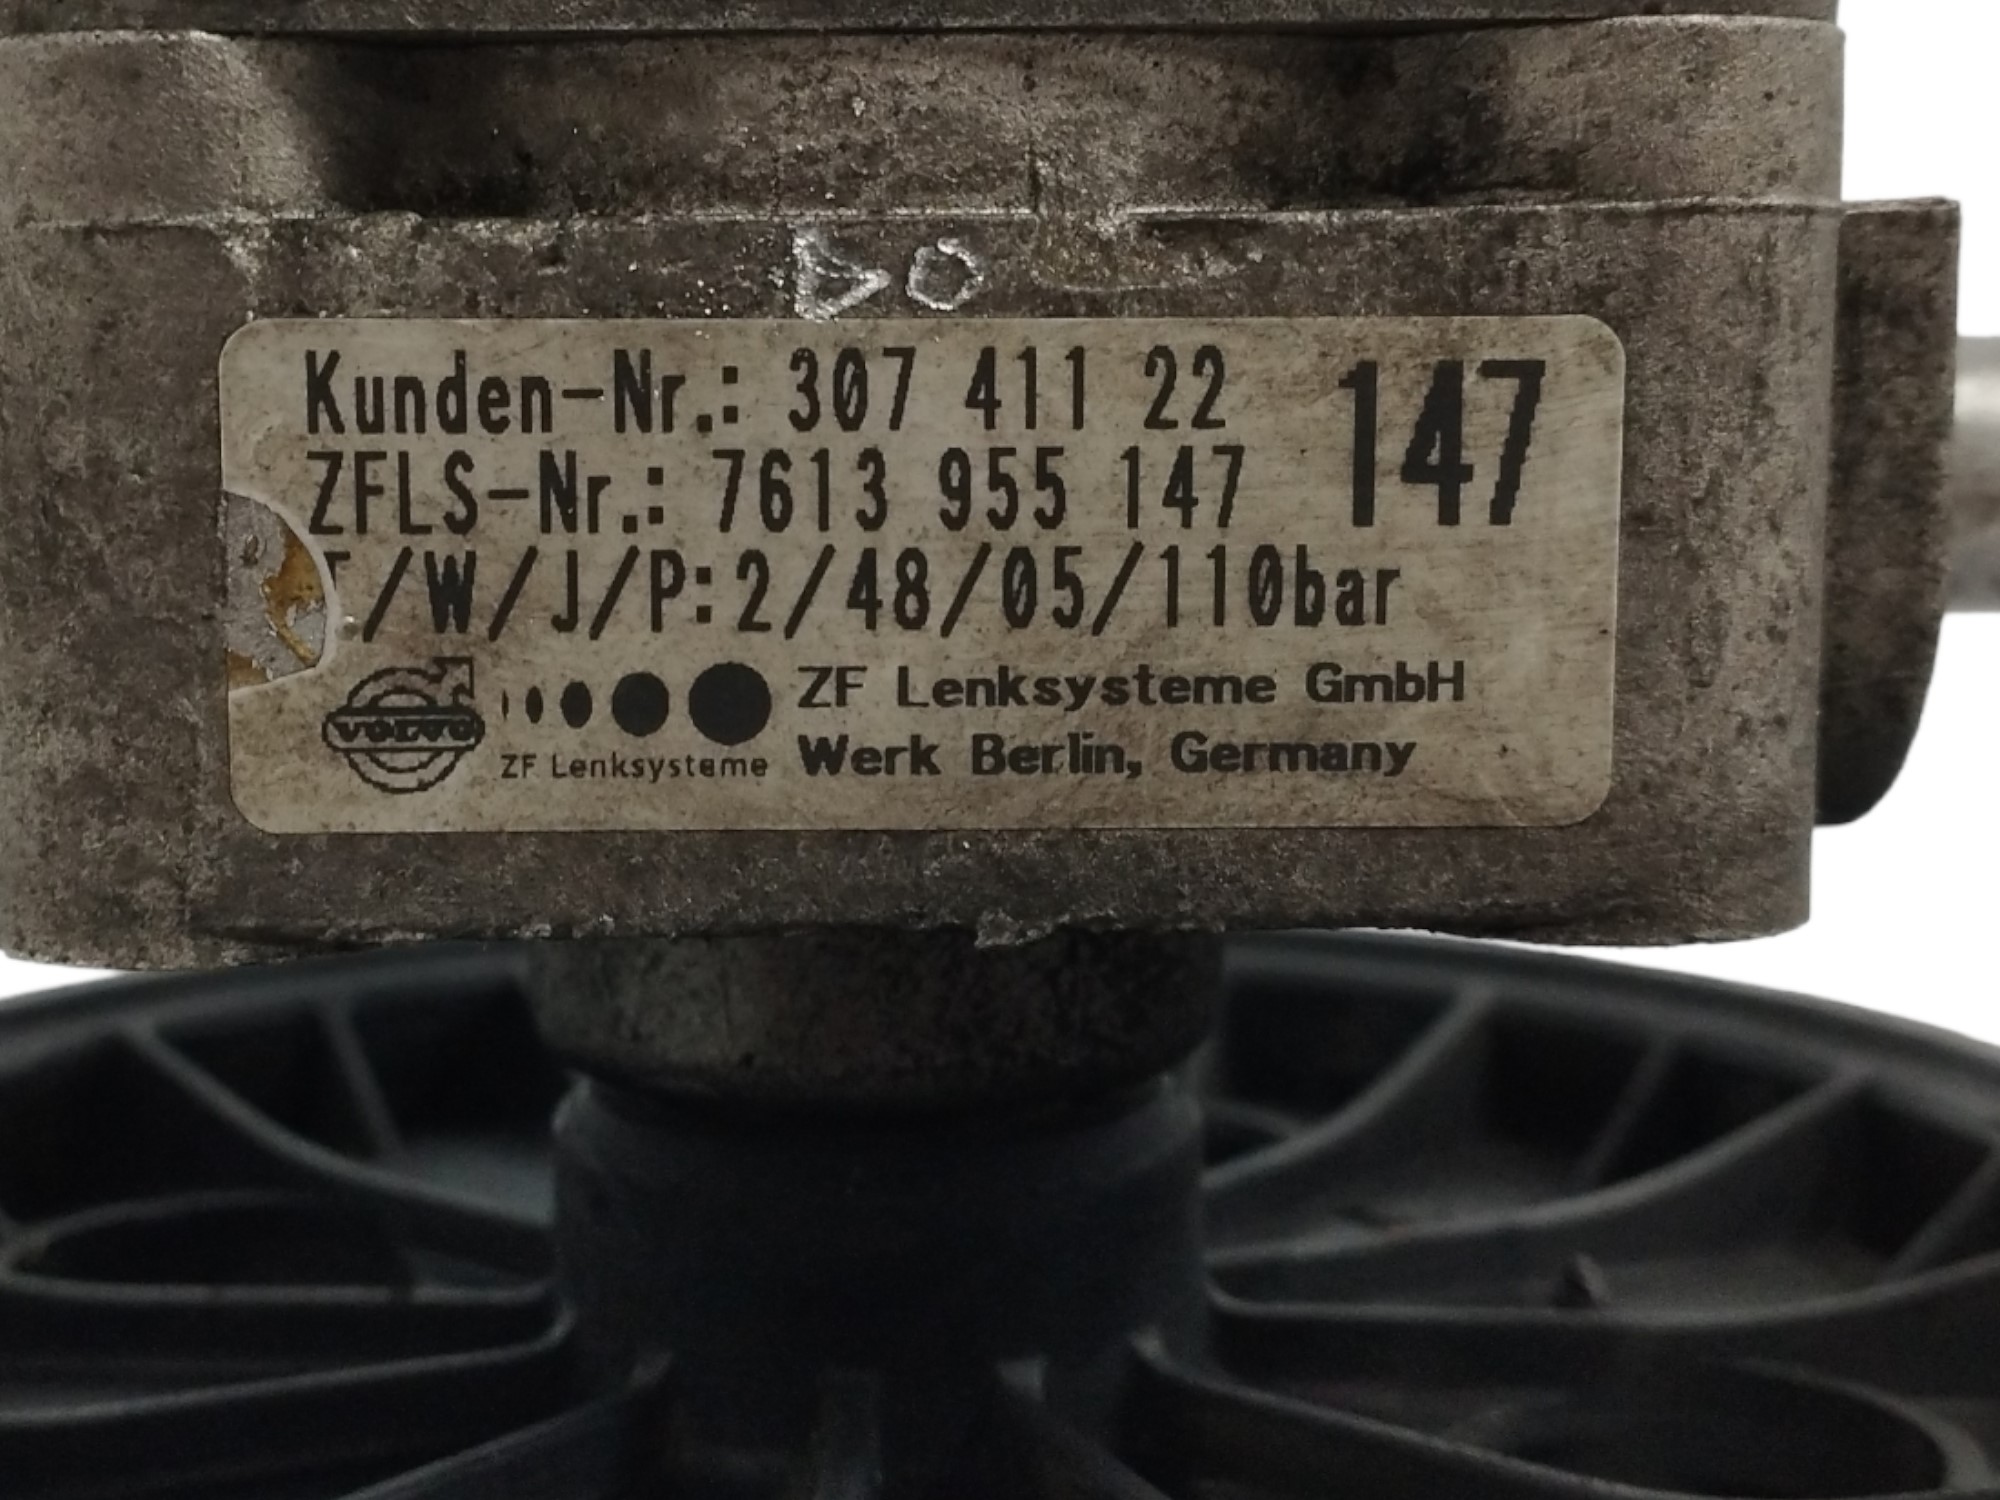 DO
Kunden-Nr.: 307 411 22
147
ZFLS-Nr.: 7613 955 147
T/W/J/P:2/48/05/110bar
VOLVO
ZF Lenksysteme
ZF Lenksysteme GmbH
Werk Berlin, Germany